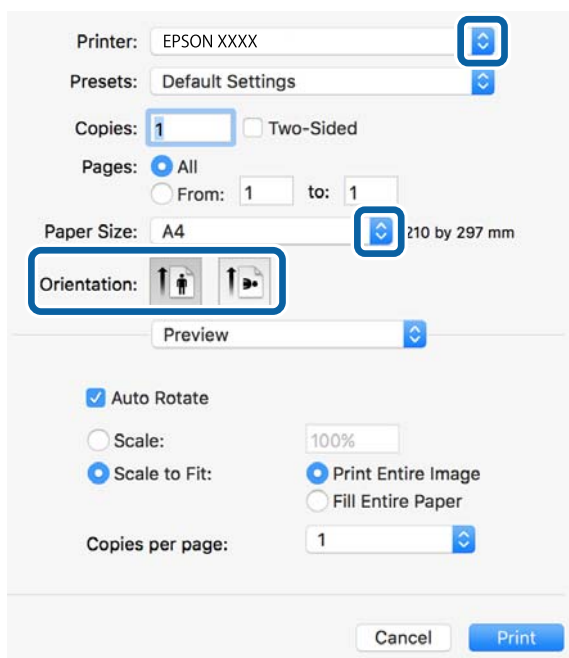 Printer: EPSON XXXX
Presets: Default Settings
Copies: 1 Two-Sided
Pages: All
From: 1 to: 1
Paper Size: A4 210 by 297 mm
Orientation:
Preview
Auto Rotate
Scale: 100%
Scale to Fit: Print Entire Image
Fill Entire Paper
Copies per page: 1
Cancel Print